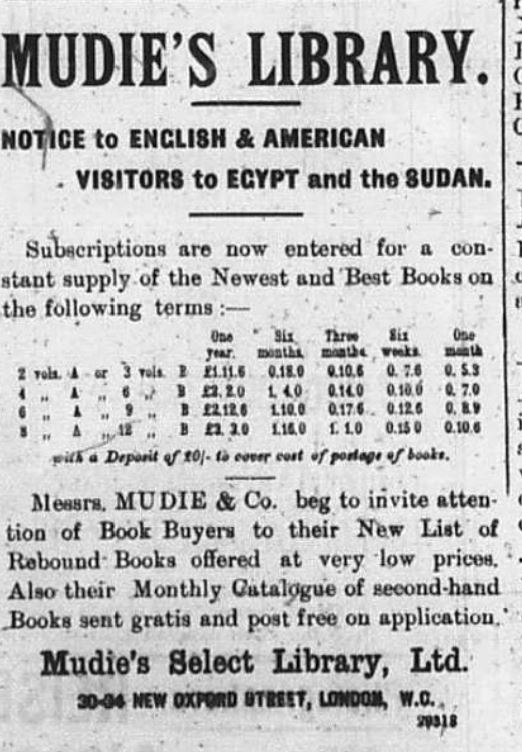 MUDIE'S LIBRARY.
NOTICE to ENGLISH & AMERICAN
VISITORS to EGYPT and the SUDAN.
Subscriptions are now entered for a con-
stant supply of the Newest and Best Books on
the following terms :—
One Six Three Six One
year. months. months. weeks. month
2 vols. A or 3 vols. B £1.11.6 0.18.0 0.10.6 0. 7.6 0. 5.3
4 „ A „ 6 „ B £2. 2.0 1. 4.0 0.14.0 0.10.0 0. 7.0
6 „ A „ 9 „ B £2.12.6 1.10.0 0.17.6 0.12.6 0. 8.9
8 „ A „ 12 „ B £3. 3.0 1.16.0 1. 1.0 0.15 0 0.10.6
with a Deposit of 20/- to cover cost of postage of books.
Messrs. MUDIE & Co. beg to invite atten-
tion of Book Buyers to their New List of
Rebound Books offered at very low prices.
Also their Monthly Catalogue of second-hand
Books sent gratis and post free on application.
Mudie's Select Library, Ltd.
30-34 NEW OXFORD STREET, LONDON, W.C.